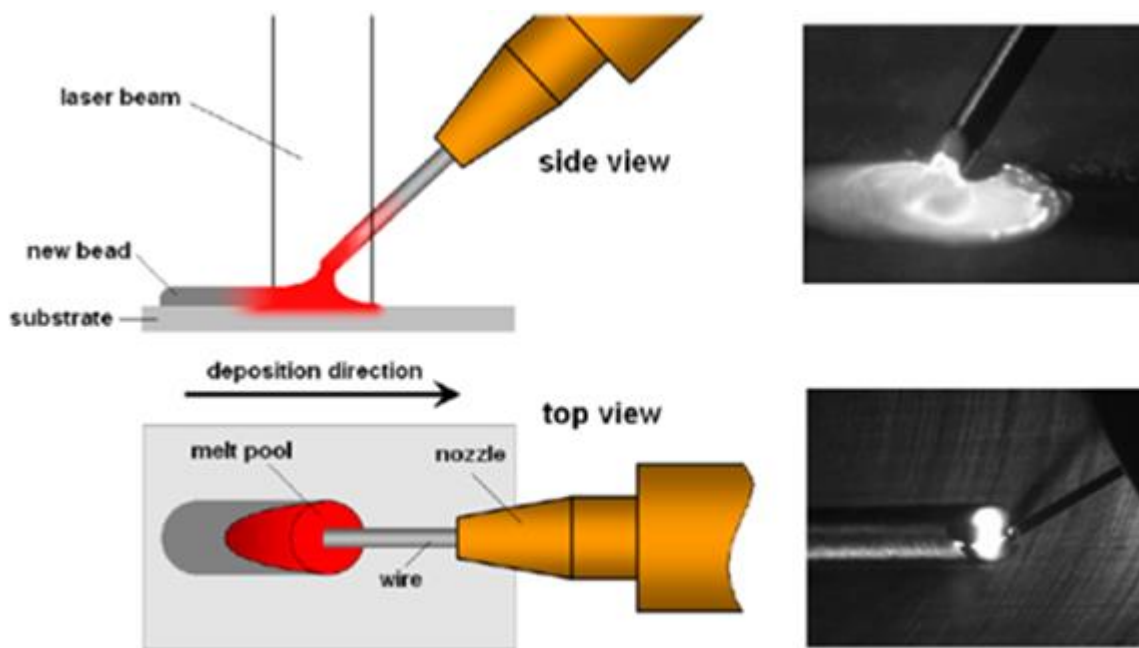 laser beam
side view
new bead
substrate
deposition direction
top view
melt pool
nozzle
wire